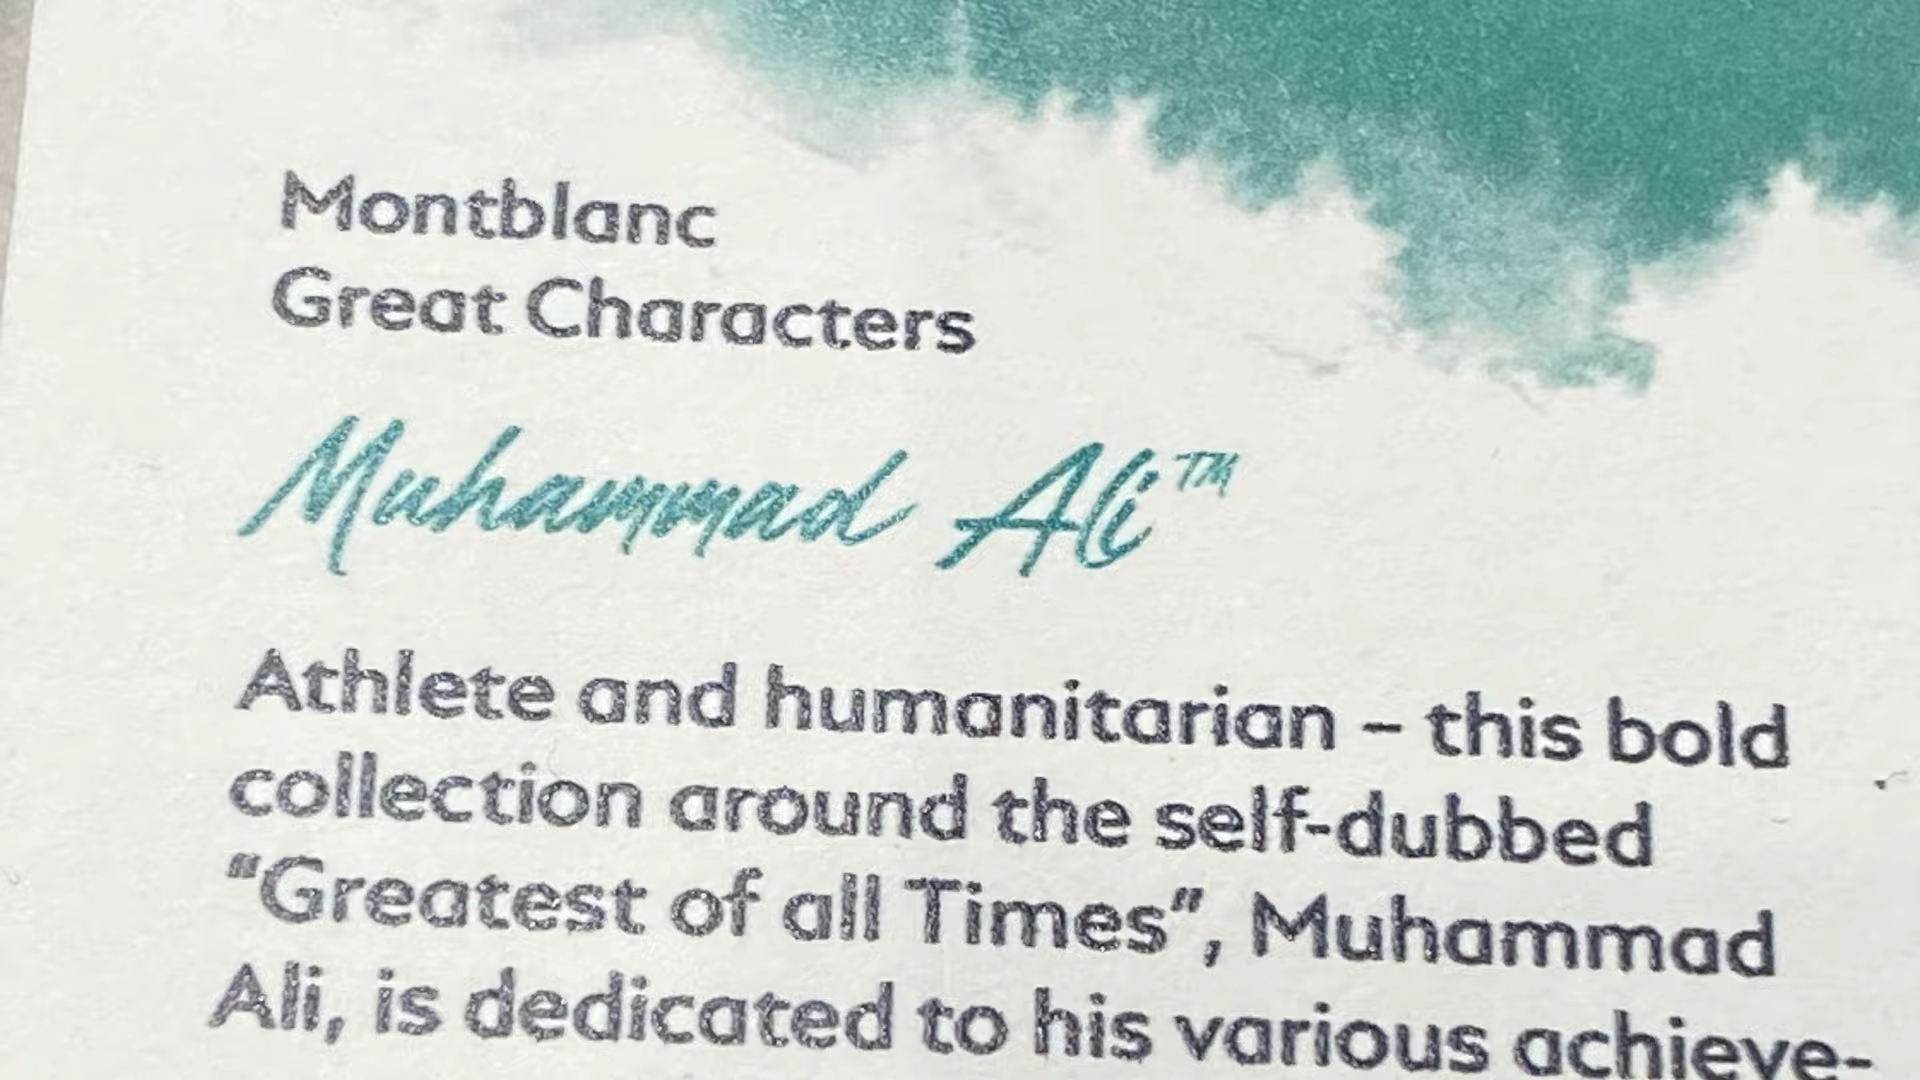 Montblanc
Great Characters
Muhammad Ali™
Athlete and humanitarian – this bold
collection around the self-dubbed
“Greatest of all Times”, Muhammad
Ali, is dedicated to his various achieve-